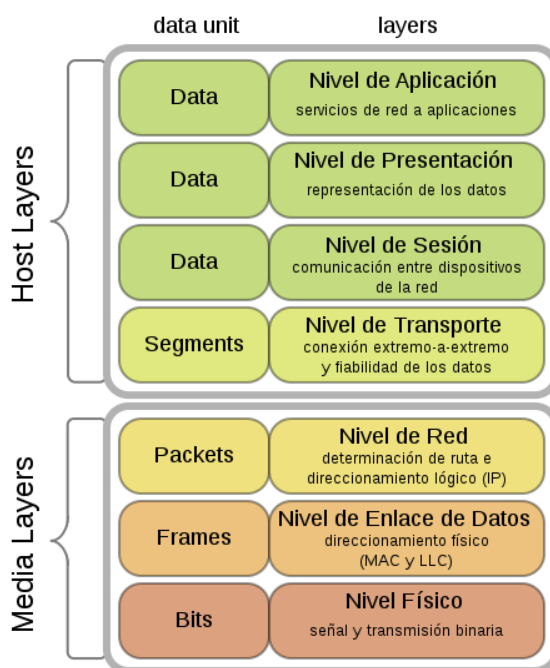 data unit
layers
Host Layers
Data
Nivel de Aplicación
servicios de red a aplicaciones
Data
Nivel de Presentación
representación de los datos
Data
Nivel de Sesión
comunicación entre dispositivos
de la red
Segments
Nivel de Transporte
conexión extremo-a-extremo
y fiabilidad de los datos
Media Layers
Packets
Nivel de Red
determinación de ruta e
direccionamiento lógico (IP)
Frames
Nivel de Enlace de Datos
direccionamiento físico
(MAC y LLC)
Bits
Nivel Físico
señal y transmisión binaria